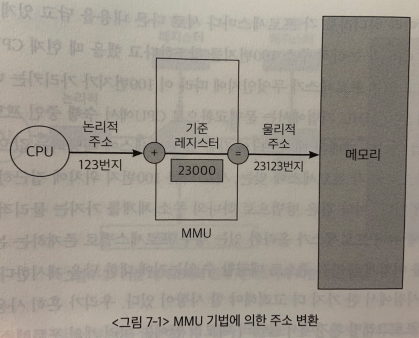 CPU
논리적
주소
123번지
+
기준
레지스터
23000
=
MMU
물리적
주소
23123번지
메모리
<그림 7-1> MMU 기법에 의한 주소 변환